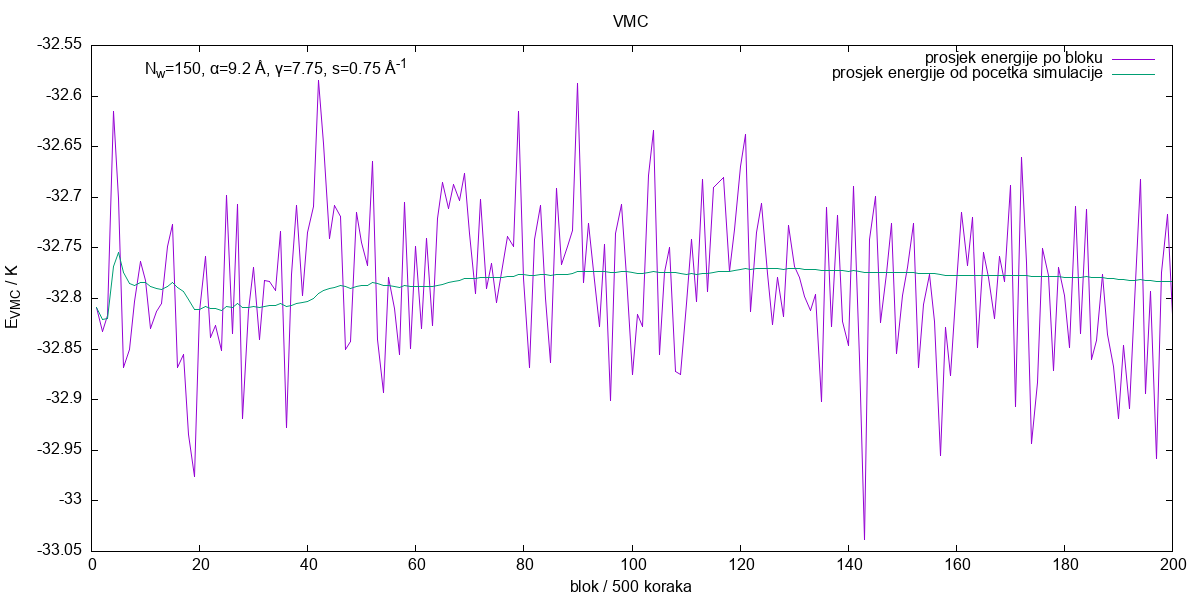 VMC
N_w=150, α=9.2 Å, γ=7.75, s=0.75 Å^-1
prosjek energije po bloku
prosjek energije od pocetka simulacije
E_VMC / K
-32.55
-32.6
-32.65
-32.7
-32.75
-32.8
-32.85
-32.9
-32.95
-33
-33.05
0 20 40 60 80 100 120 140 160 180 200
blok / 500 koraka